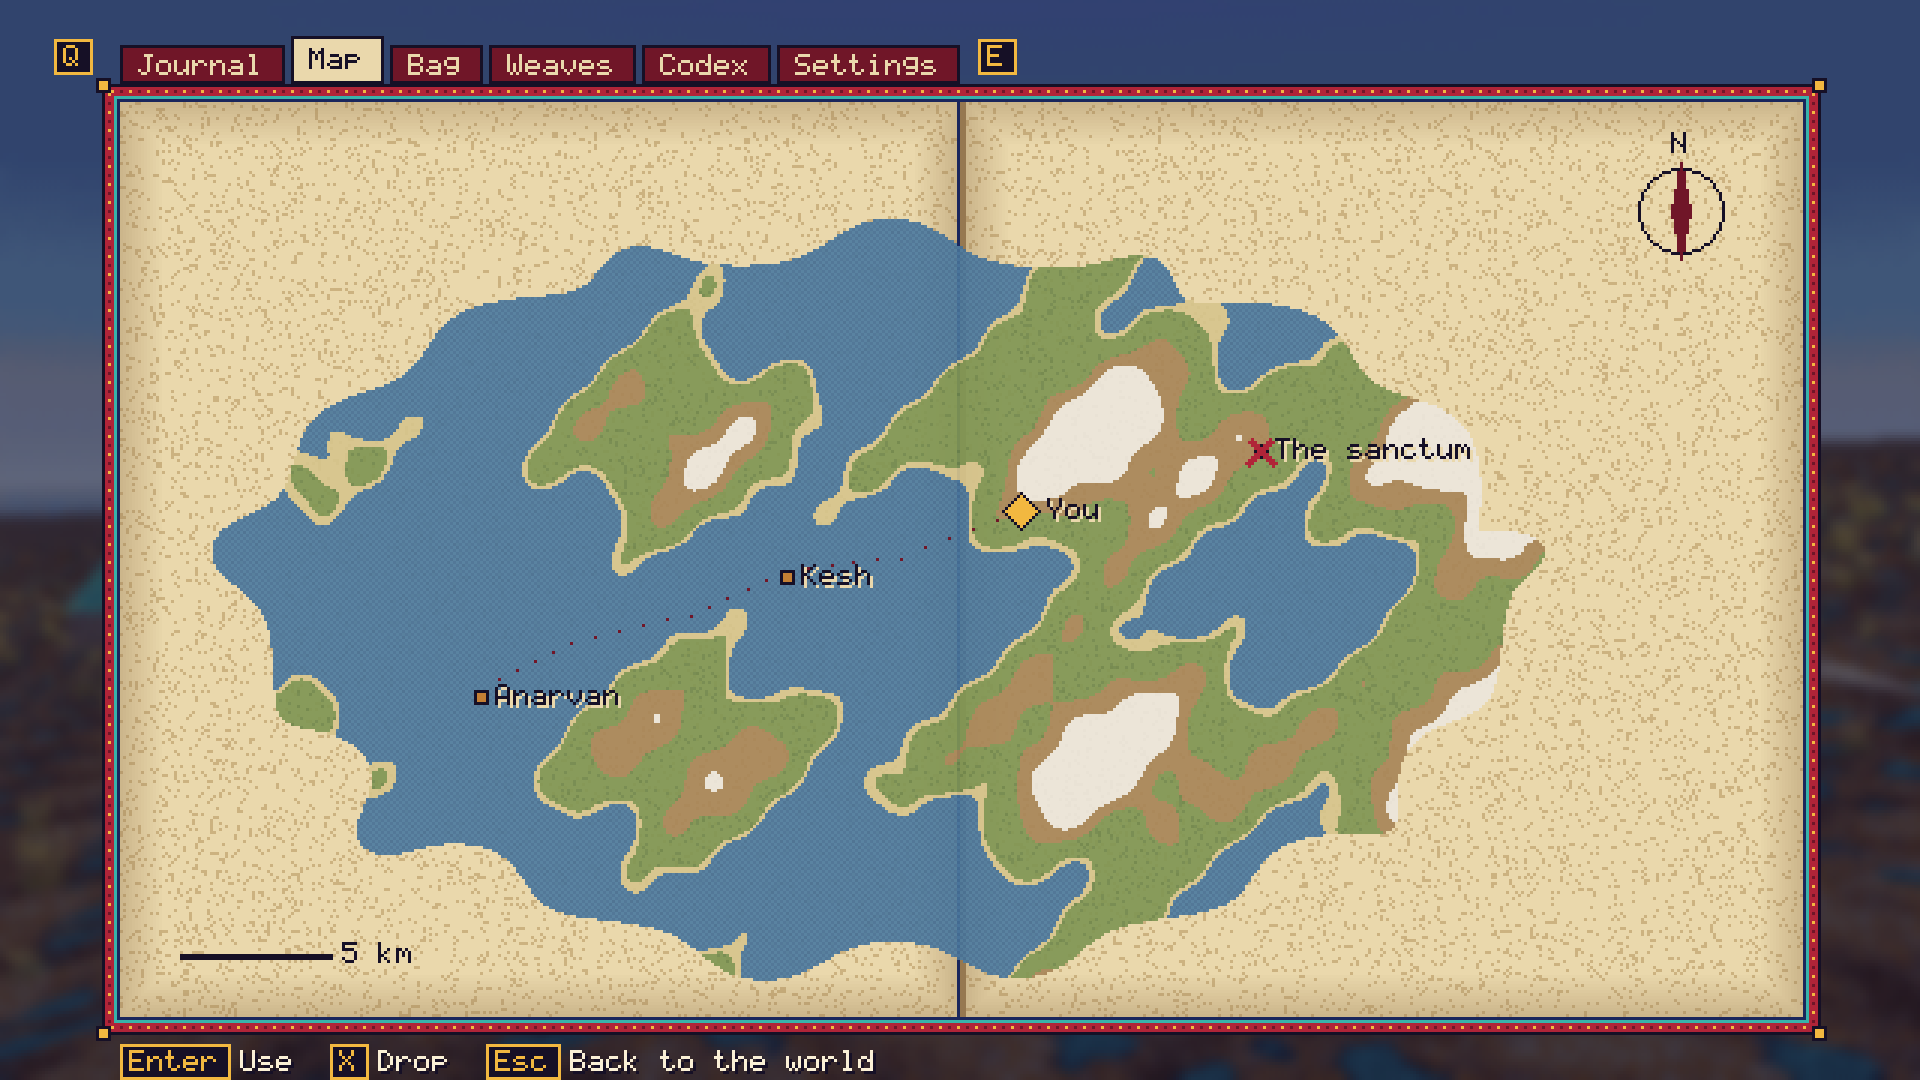 Q Journal Map Bag Weaves Codex Settings E
N
The sanctum
You
Kesh
Anarvan
5 km
Enter Use X Drop Esc Back to the world